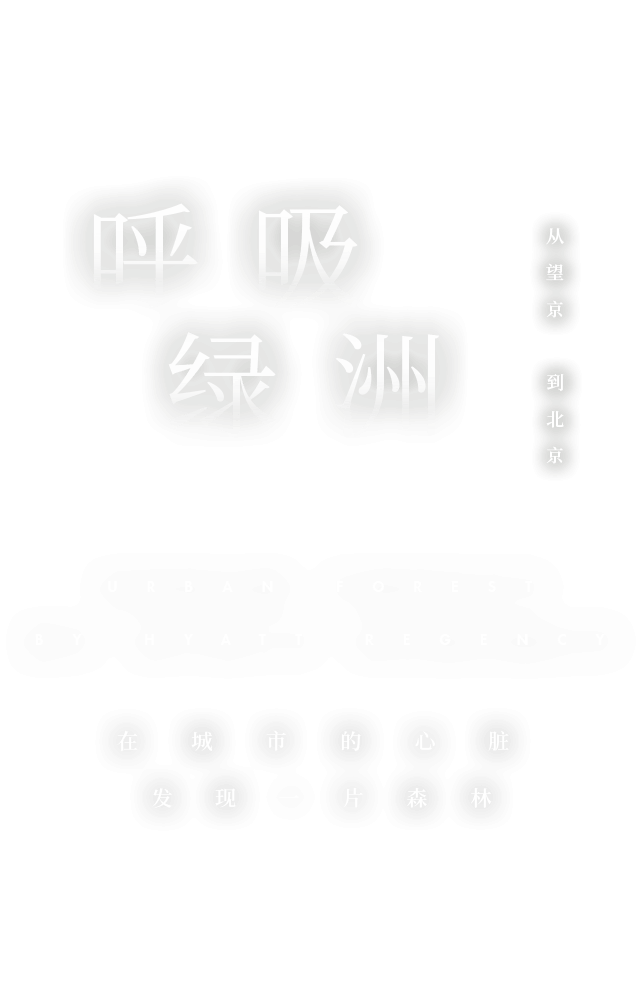 呼吸
绿洲
从望京 到北京
URBAN FOREST
BY HYATT REGENCY
在城市的心脏
发现一片森林